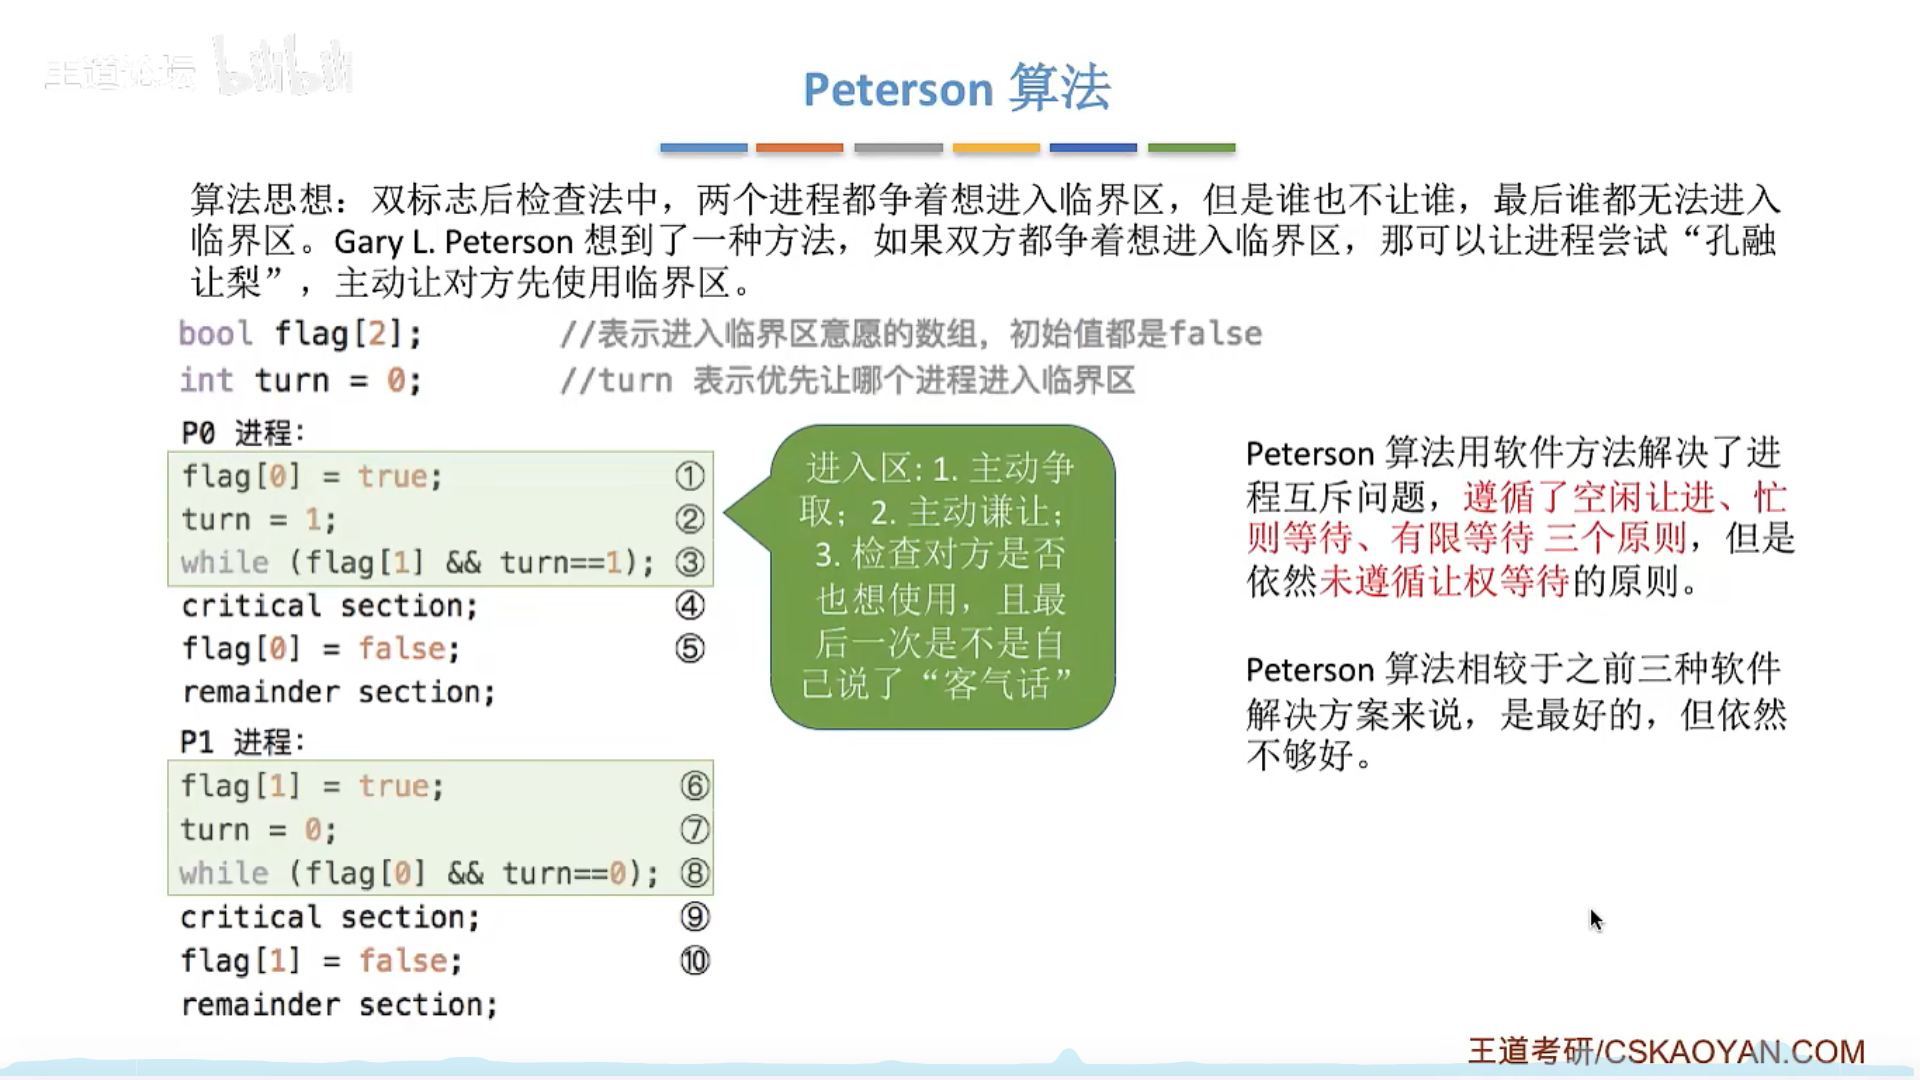 王道论坛 bilibili
Peterson 算法
算法思想：双标志后检查法中，两个进程都争着想进入临界区，但是谁也不让谁，最后谁都无法进入
临界区。Gary L. Peterson 想到了一种方法，如果双方都争着想进入临界区，那可以让进程尝试“孔融
让梨”，主动让对方先使用临界区。
bool flag[2]; //表示进入临界区意愿的数组，初始值都是false
int turn = 0; //turn 表示优先让哪个进程进入临界区
P0 进程：
flag[0] = true; ①
turn = 1; ②
while (flag[1] && turn==1); ③
critical section; ④
flag[0] = false; ⑤
remainder section;
P1 进程：
flag[1] = true; ⑥
turn = 0; ⑦
while (flag[0] && turn==0); ⑧
critical section; ⑨
flag[1] = false; ⑩
remainder section;
进入区: 1. 主动争
取；2. 主动谦让；
3. 检查对方是否
也想使用，且最
后一次是不是自
己说了“客气话”
Peterson 算法用软件方法解决了进
程互斥问题，遵循了空闲让进、忙
则等待、有限等待 三个原则，但是
依然未遵循让权等待的原则。
Peterson 算法相较于之前三种软件
解决方案来说，是最好的，但依然
不够好。
王道考研/CSKAOYAN.COM